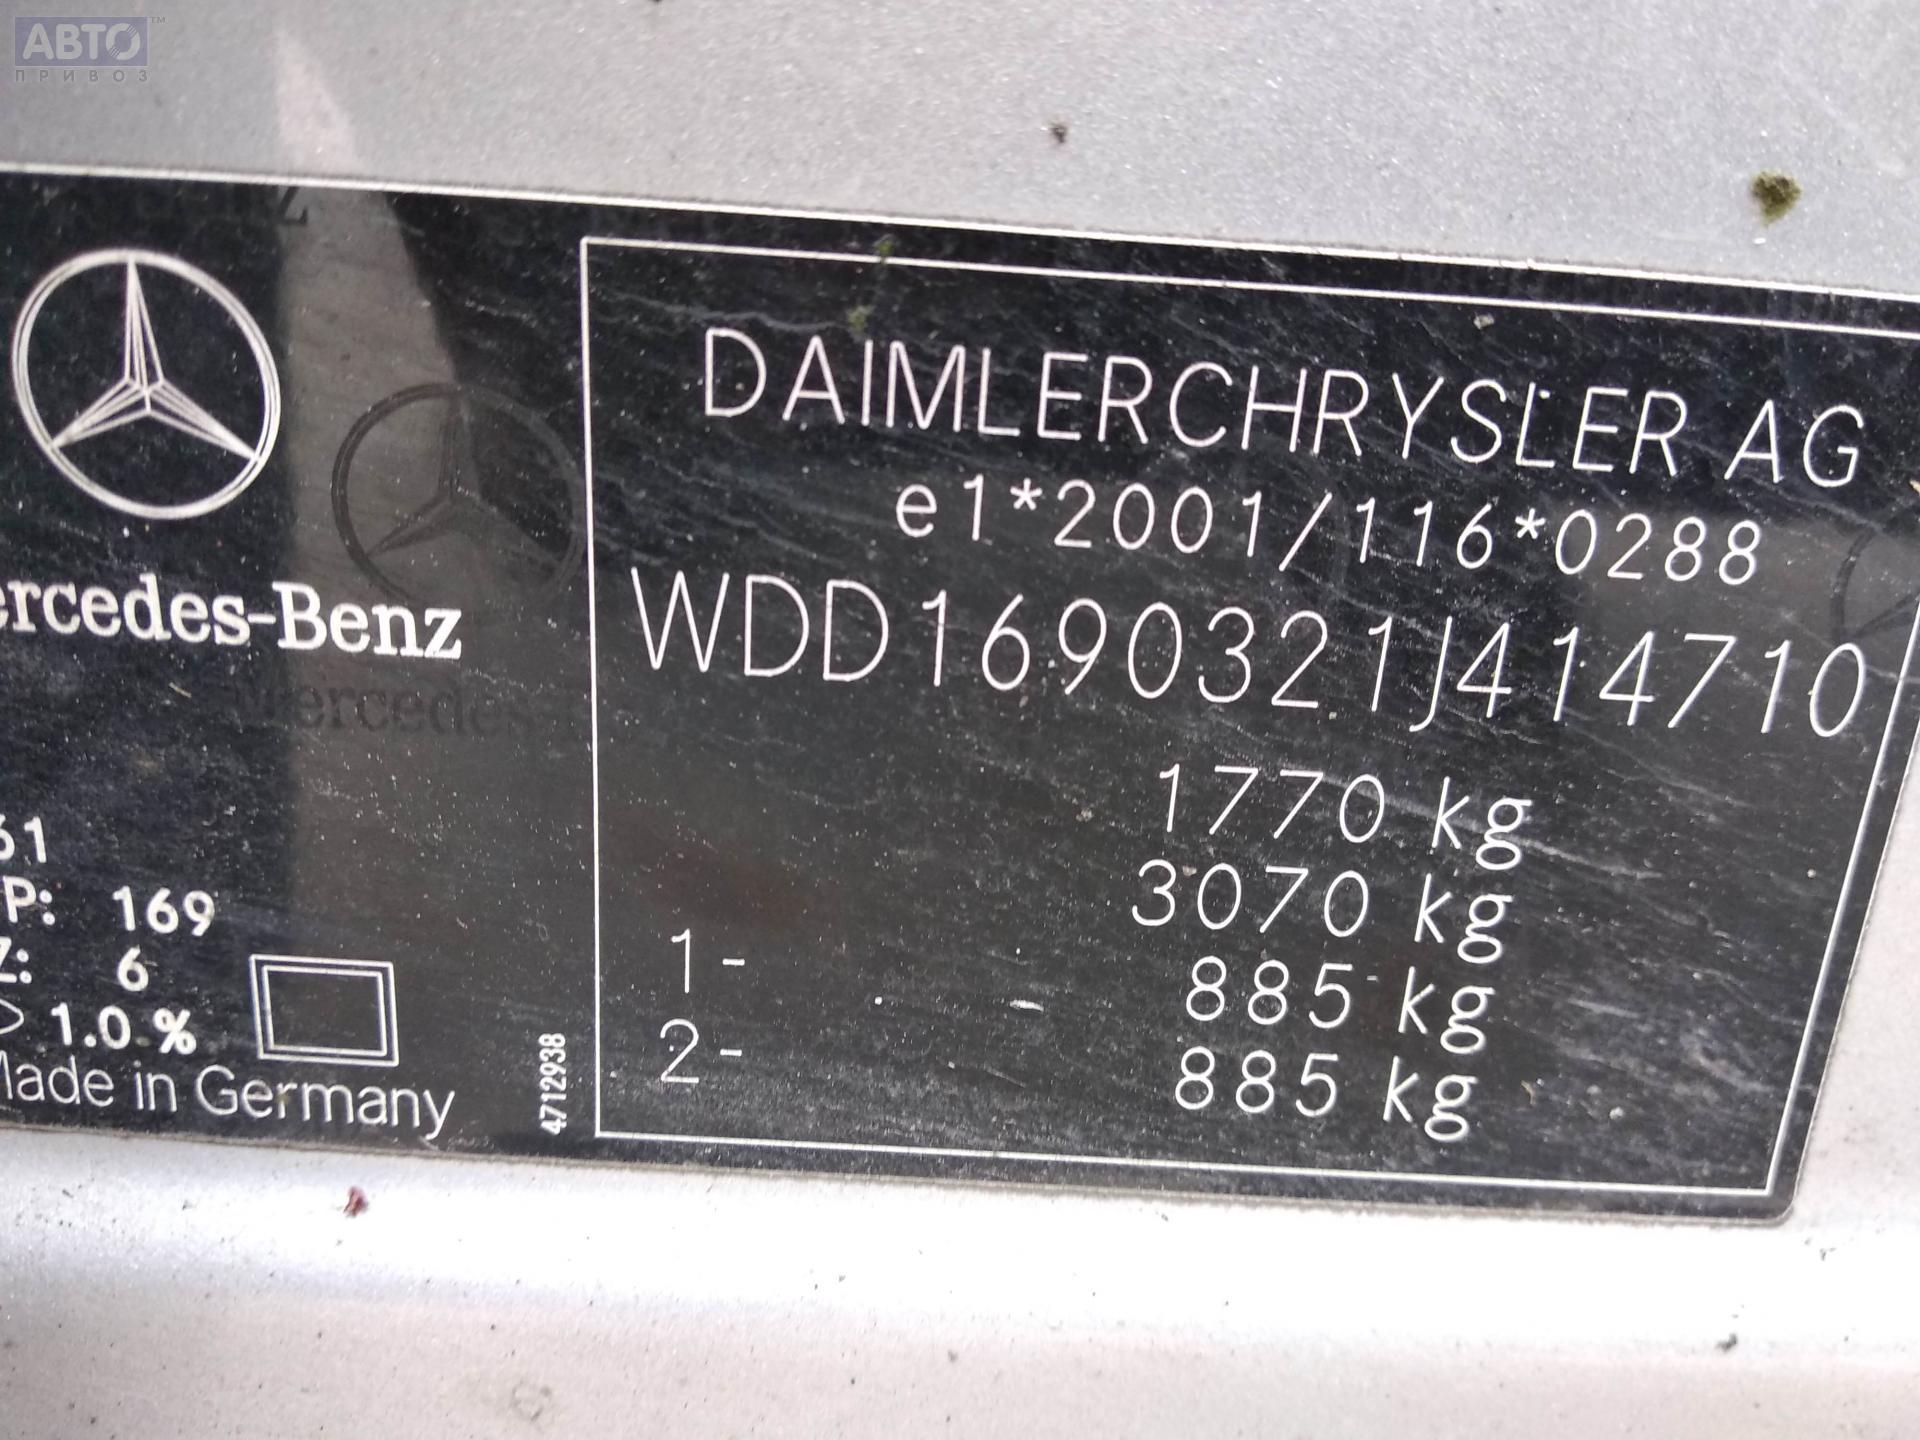 АВТО™
ПРИВОЗ
ercedes-Benz
61
P: 169
Z: 6
1.0 %
Made in Germany
4712938
DAIMLERCHRYSLER AG
e1*2001/116*0288
WDD1690321J414710
1770 kg
3070 kg
1- 885 kg
2- 885 kg